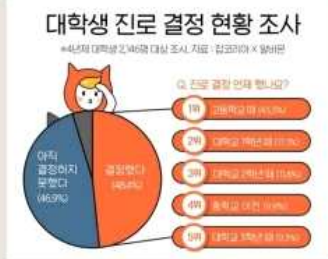 대학생 진로 결정 현황 조사
*4년제 대학생 2,146명 대상 조사, 자료 : 잡코리아 X 알바몬
Q. 진로 결정 언제 했나요?
1위 고등학교 때
2위 대학교 1학년 때
3위 대학교 2학년 때
4위 중학교 이전
5위 대학교 3학년 때
아직
결정하지
못했다
(46.9%)
결정했다